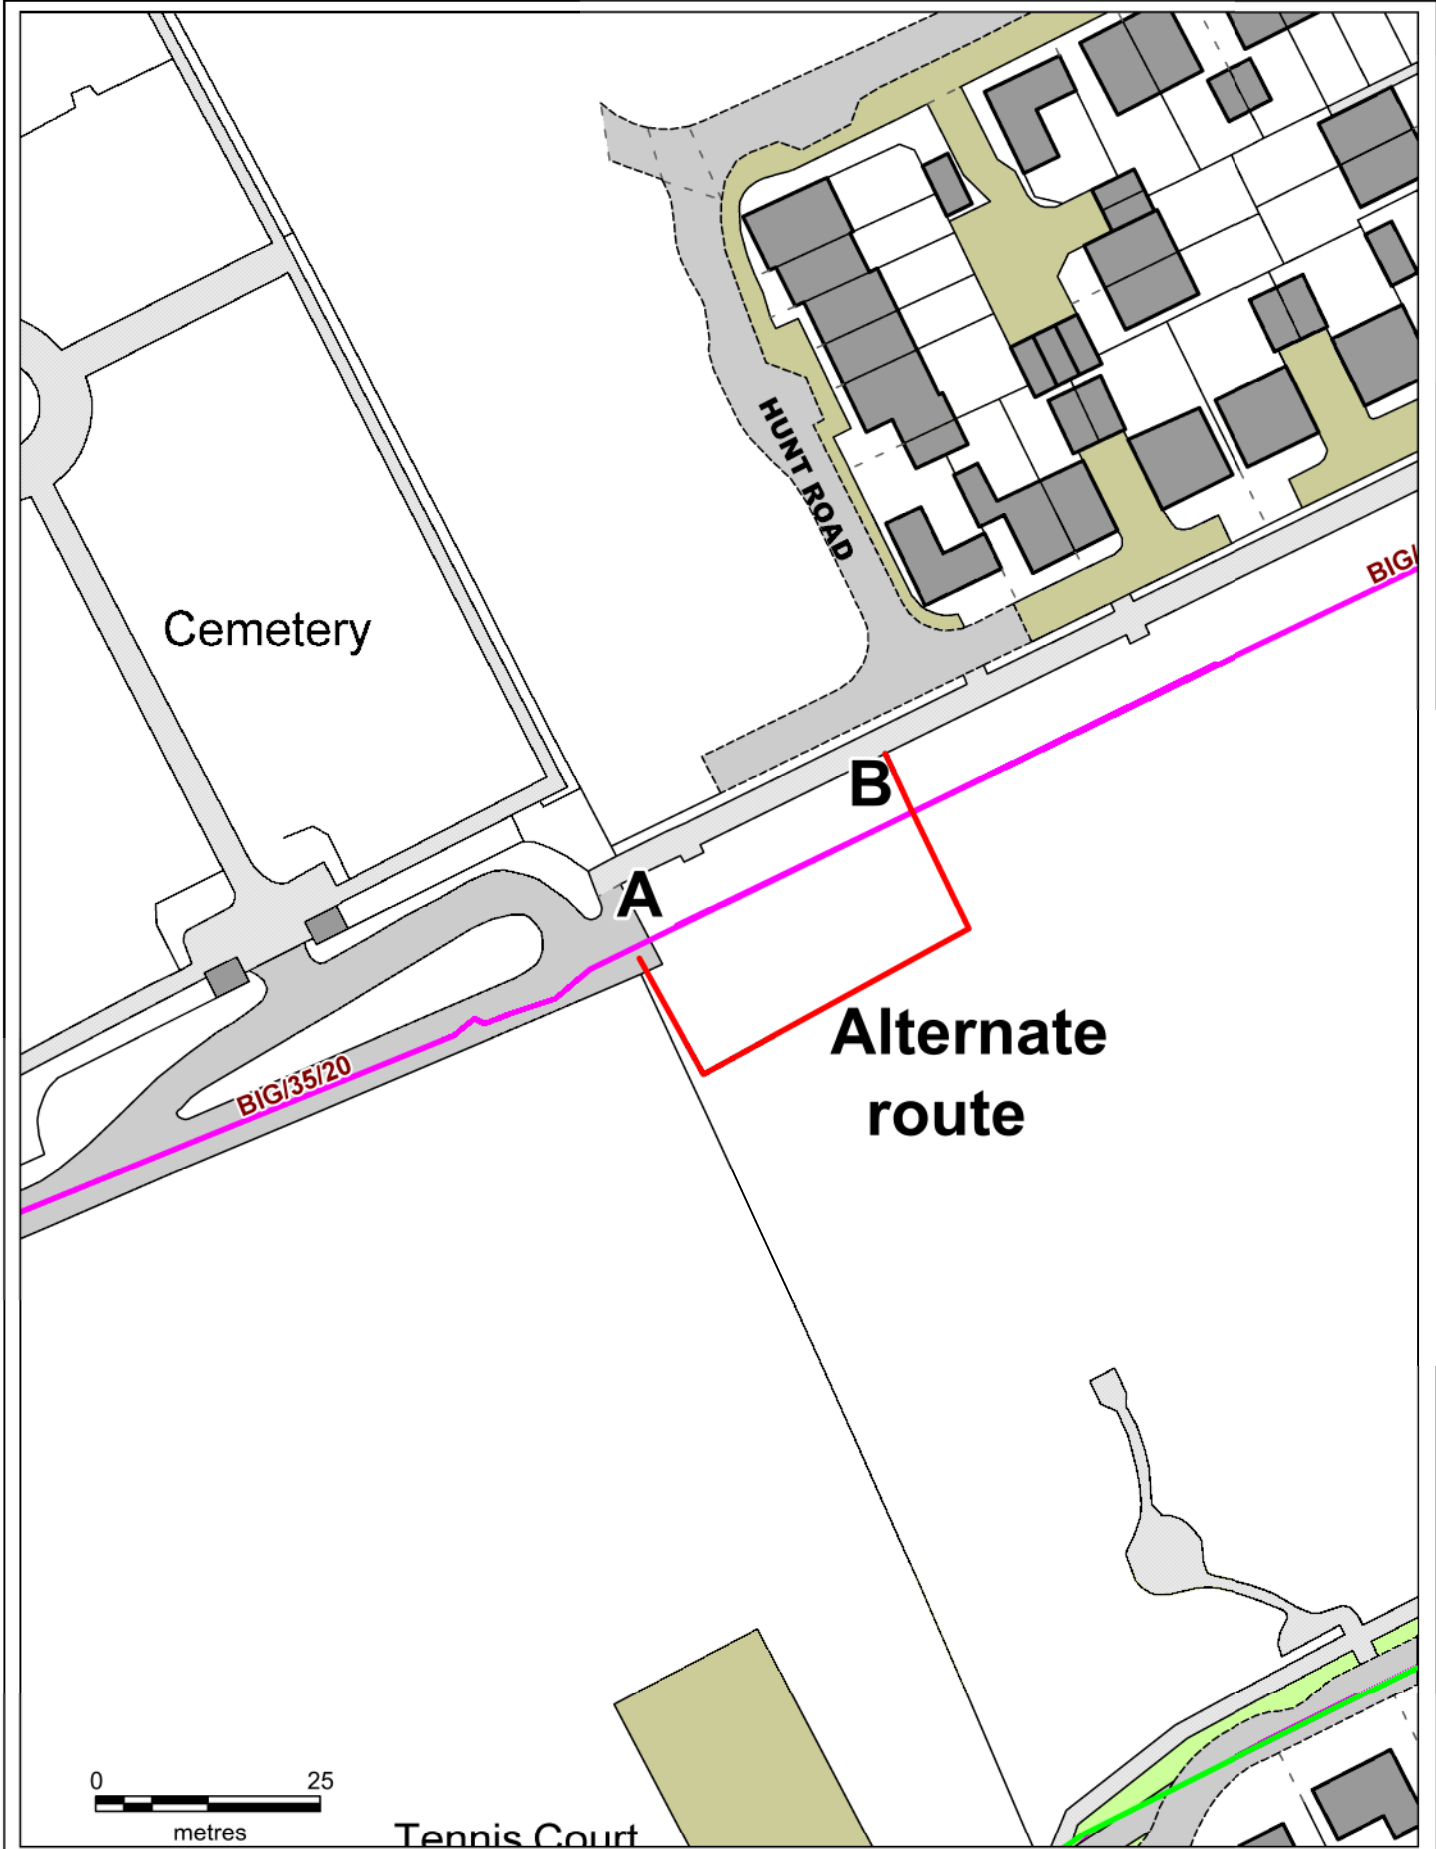 HUNT ROAD
BIG/
Cemetery
B
A
Alternate
route
BIG/35/20
0 25
metres
Tennis Court